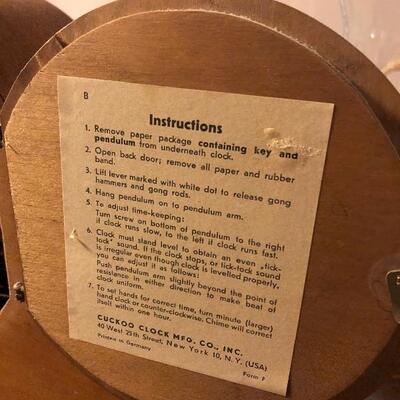 B
Instructions
1. Remove paper package containing key and
pendulum from underneath clock.
2. Open back door; remove all paper and rubber
band.
3. Lift lever marked with white dot to release gong
hammers and gong rods.
4. Hang pendulum on to pendulum arm.
5. To adjust time-keeping:
Turn screw on bottom of pendulum to the right
if clock runs slow, to the left if clock runs fast.
6. Clock must stand level to obtain an even „tick-
tock" sound. If the clock stops, or tick-tock sound
is irregular even though clock is levelled properly,
you can adjust it as follows:
Push pendulum arm slightly beyond the point of
resistance in either direction to make beat of
clock uniform.
7. To set hands for correct time, turn minute (larger)
hand clock or counter-clockwise. Chime will correct
itself within one hour.
CUCKOO CLOCK MFG. CO., INC.
40 West 25th Street, New York 10, N. Y. (USA)
Printed in Germany
Form F